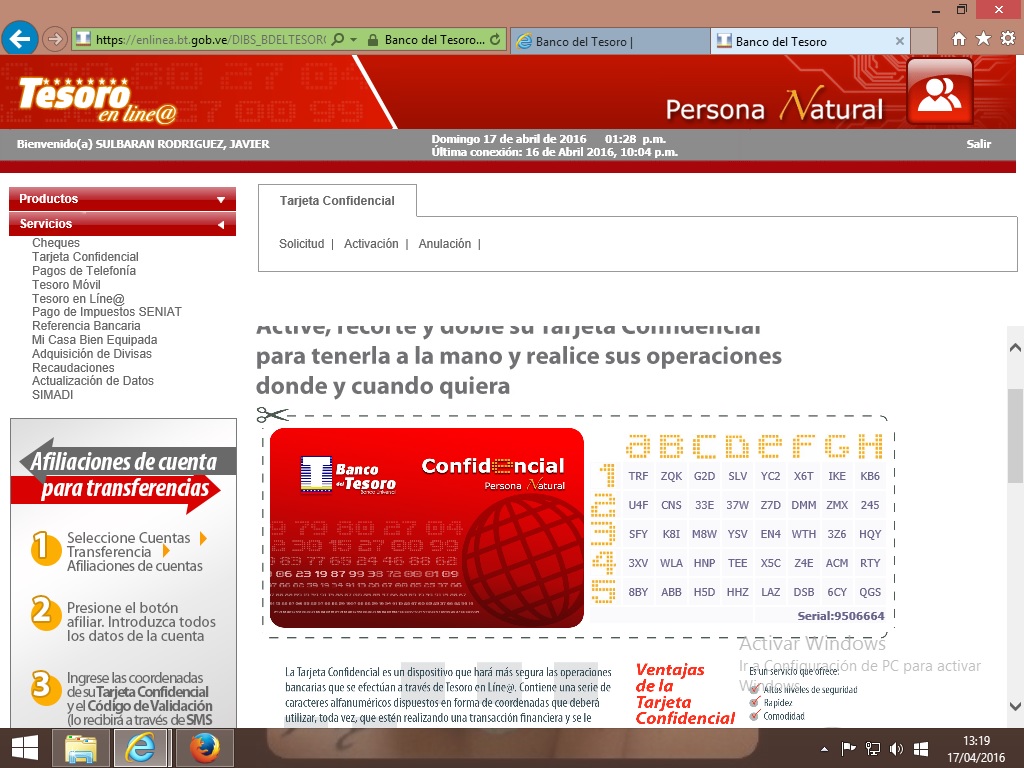 https://enlinea.bt.gob.ve/DIBS_BDELTESORO
Banco del Tesoro...
Banco del Tesoro |
Banco del Tesoro
Tesoro
en line@
Persona Natural
Bienvenido(a) SULBARAN RODRIGUEZ, JAVIER
Domingo 17 de abril de 2016 01:28 p.m.
Última conexión: 16 de Abril 2016, 10:04 p.m.
Salir
Productos
Servicios
Cheques
Tarjeta Confidencial
Pagos de Telefonía
Tesoro Móvil
Tesoro en Líne@
Pago de Impuestos SENIAT
Referencia Bancaria
Mi Casa Bien Equipada
Adquisición de Divisas
Recaudaciones
Actualización de Datos
SIMADI
Afiliaciones de cuenta
para transferencias
1 Seleccione Cuentas
Transferencia
Afiliaciones de cuentas
2 Presione el botón
afiliar. Introduzca todos
los datos de la cuenta
3 Ingrese las coordenadas
de su Tarjeta Confidencial
y el Código de Validación
(lo recibirá a través de SMS
Tarjeta Confidencial
Solicitud | Activación | Anulación |
Active, recorte y doble su Tarjeta Confidencial
para tenerla a la mano y realice sus operaciones
donde y cuando quiera
Banco
del Tesoro
Banco Universal
Confidencial
Persona Natural
A B C D E F G H
1 TRF ZQK G2D SLV YC2 X6T IKE KB6
2 U4F CNS 33E 37W Z7D DMM ZMX 245
3 SFY K8I M8W YSV EN4 WTH 3Z6 HQY
4 3XV WLA HNP TEE X5C Z4E ACM RTY
5 8BY ABB H5D HHZ LAZ DSB 6CY QGS
Serial:9506664
La Tarjeta Confidencial es un dispositivo que hará más segura las operaciones
bancarias que se efectúan a través de Tesoro en Líne@. Contiene una serie de
caracteres alfanuméricos dispuestos en forma de coordenadas que deberá
utilizar, toda vez, que estén realizando una transacción financiera y se le
Ventajas
de la
Tarjeta
Confidencial
Es un servicio que ofrece:
Altos niveles de seguridad
Rapidez
Comodidad
Activar Windows
Ir a Configuración de PC para activar
Windows.
13:19
17/04/2016